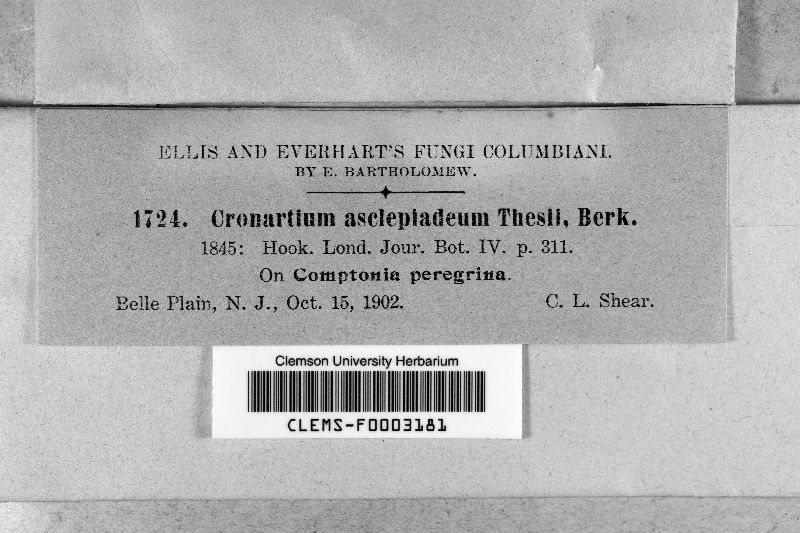 ELLIS AND EVERHART'S FUNGI COLUMBIANI.
BY E. BARTHOLOMEW.
1724. Cronartium asclepiadeum Thesii, Berk.
1845: Hook. Lond. Jour. Bot. IV. p. 311.
On Comptonia peregrina.
Belle Plain, N. J., Oct. 15, 1902. C. L. Shear.
Clemson University Herbarium
CLEMS-F0003181